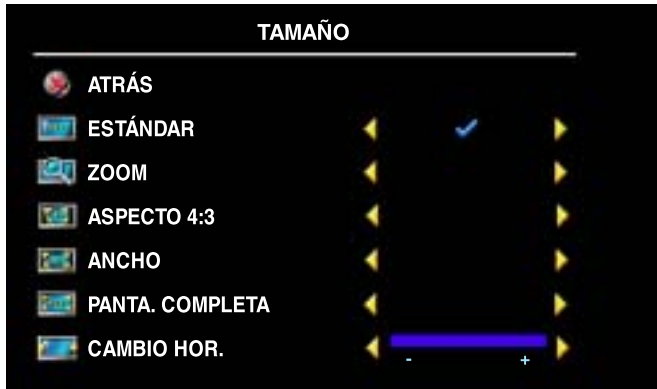 TAMAÑO
ATRÁS
ESTÁNDAR
ZOOM
ASPECTO 4:3
ANCHO
PANTA. COMPLETA
CAMBIO HOR.
- +